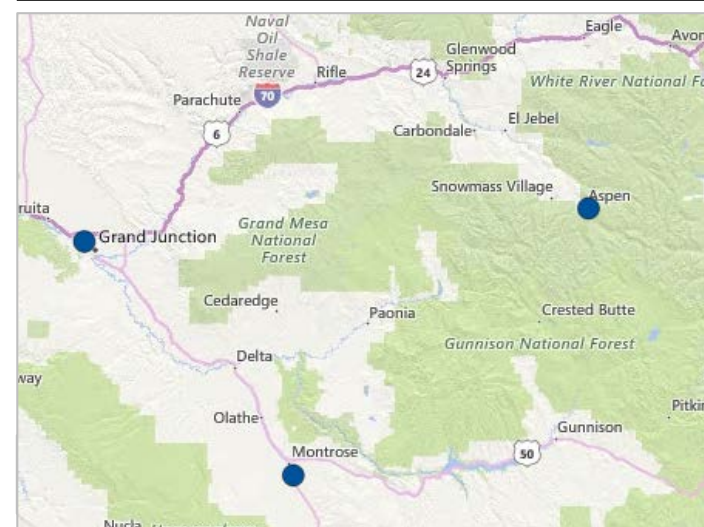 Naval
Oil
Shale
Reserve
Eagle
Avon
Glenwood
Springs
24
Rifle
70
Parachute
White River National Fo
6
El Jebel
Carbondale
Snowmass Village
Aspen
ruita
Grand Junction
Grand Mesa
National
Forest
Cedaredge
Paonia
Crested Butte
Gunnison National Forest
Delta
way
Olathe
Pitkin
Gunnison
Montrose
50
Nucla